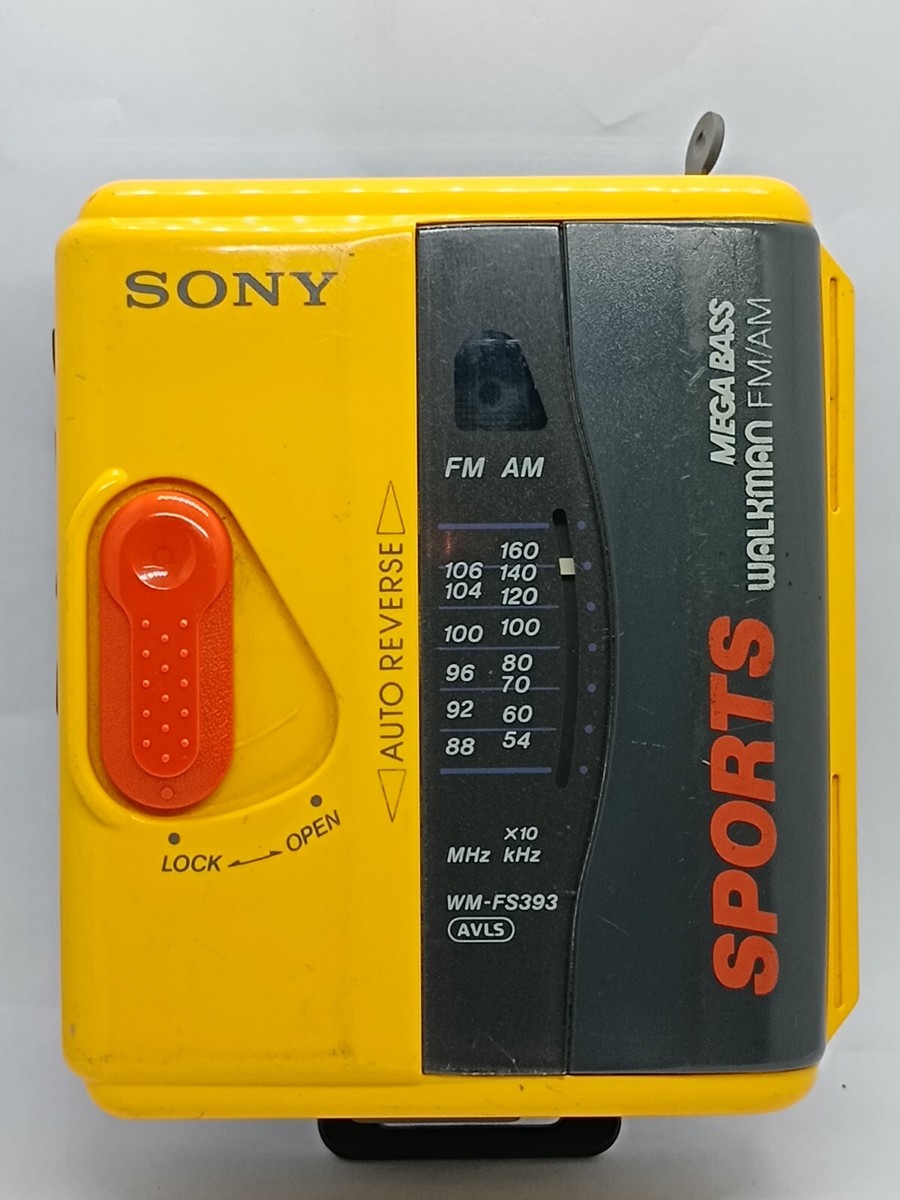 SONY
MEGA BASS
WALKMAN FM/AM
SPORTS
AUTO REVERSE
FM AM
160
106 140
104 120
100 100
96 80
70
92 60
88 54
×10
MHz kHz
WM-FS393
AVLS
LOCK OPEN